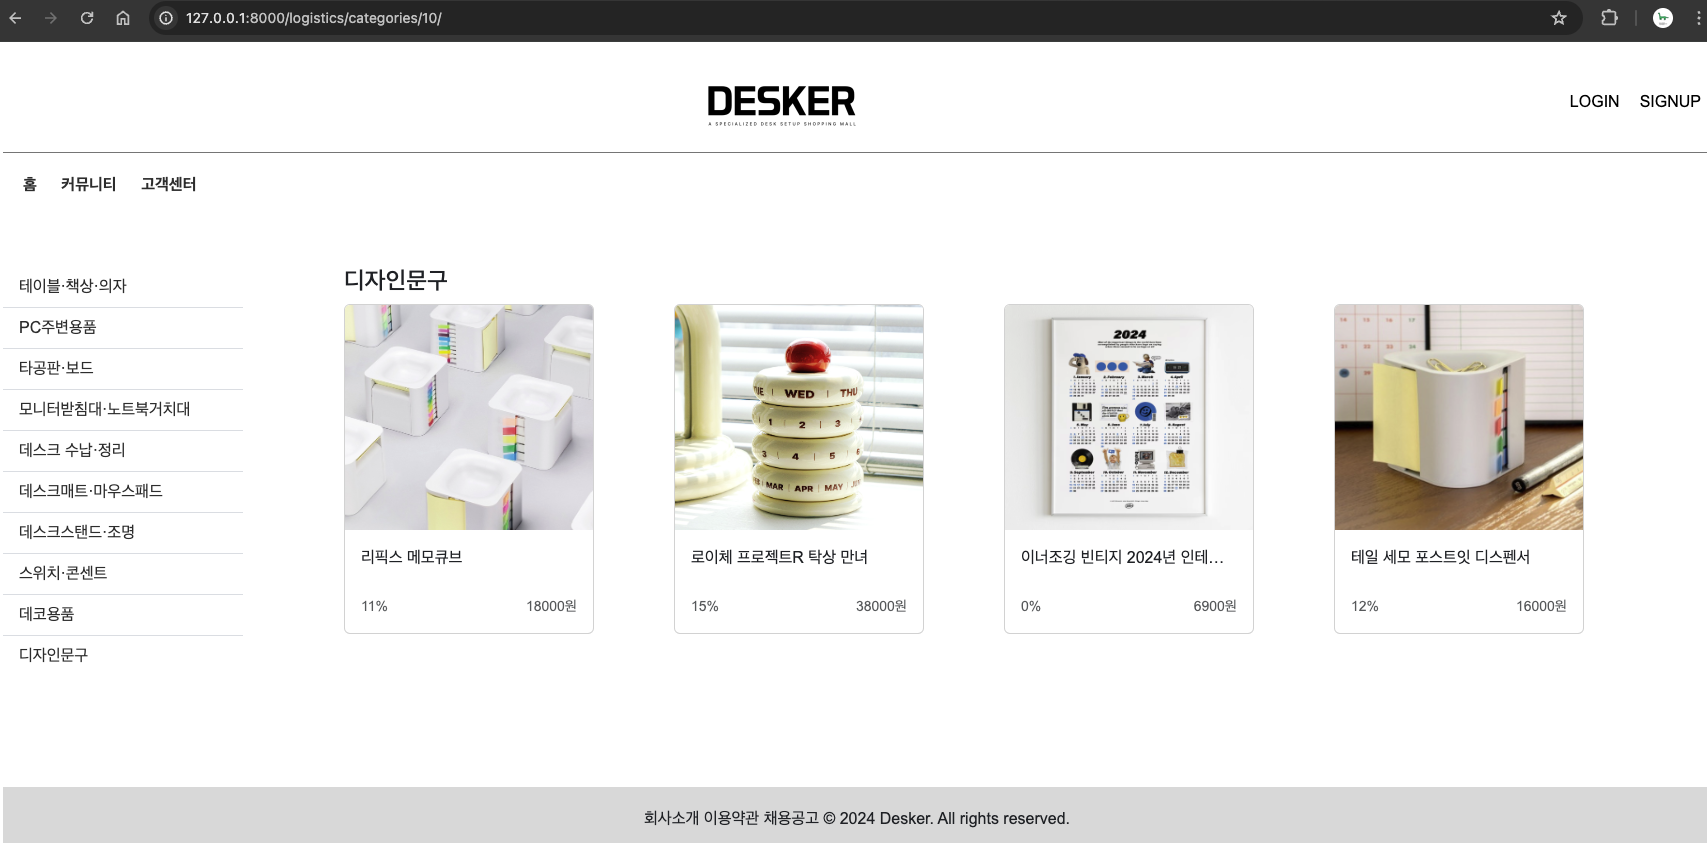 127.0.0.1:8000/logistics/categories/10/
DESKER
A SPECIALIZED DESK SETUP SHOPPING MALL
LOGIN SIGNUP
홈 커뮤니티 고객센터
테이블·책상·의자
PC주변용품
타공판·보드
모니터받침대·노트북거치대
데스크 수납·정리
데스크매트·마우스패드
데스크스탠드·조명
스위치·콘센트
데코용품
디자인문구
디자인문구
리픽스 메모큐브
11% 18000원
WED THU
1 2 3
3 4 5
MAR APR MAY
로이체 프로젝트R 탁상 만녀
15% 38000원
2024
이너조깅 빈티지 2024년 인테...
0% 6900원
테일 세모 포스트잇 디스펜서
12% 16000원
회사소개 이용약관 채용공고 © 2024 Desker. All rights reserved.